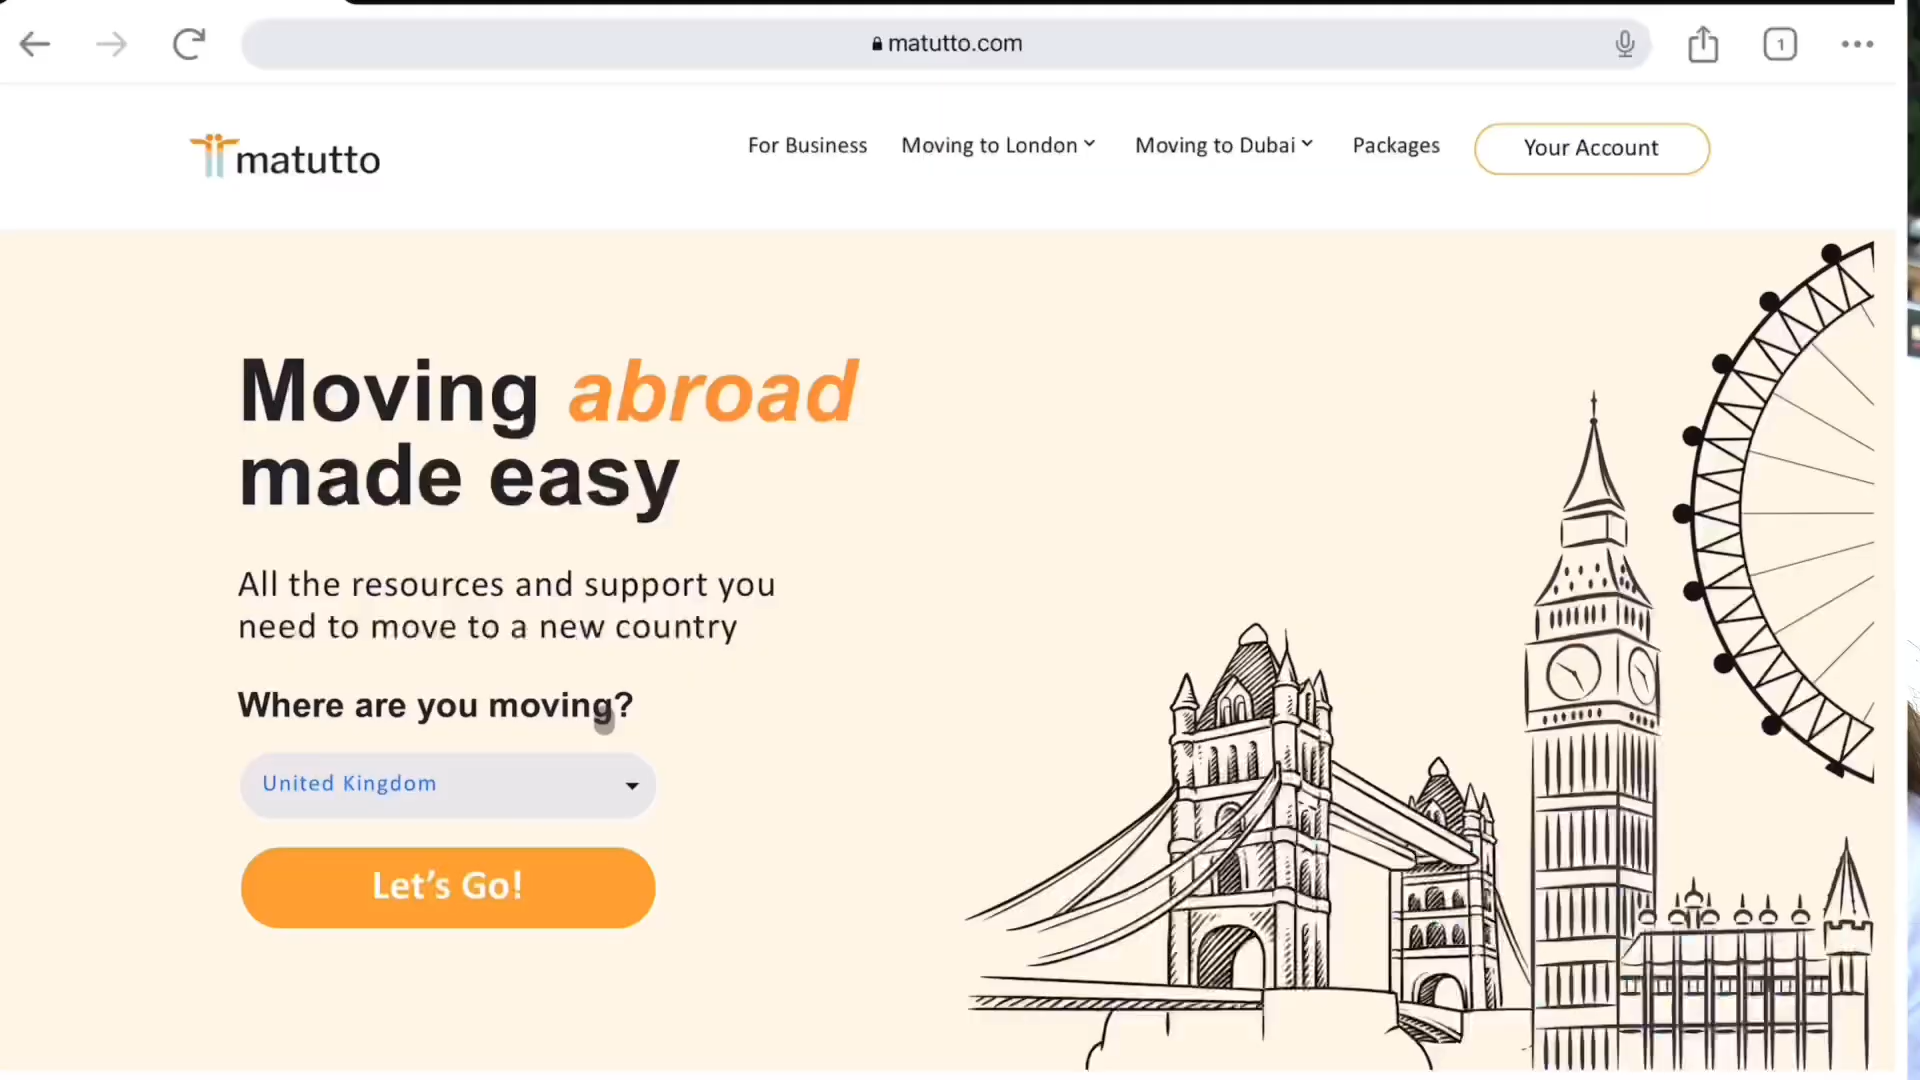 matutto.com
1
matutto
For Business
Moving to London
Moving to Dubai
Packages
Your Account
Moving abroad
made easy
All the resources and support you
need to move to a new country
Where are you moving?
United Kingdom
Let's Go!